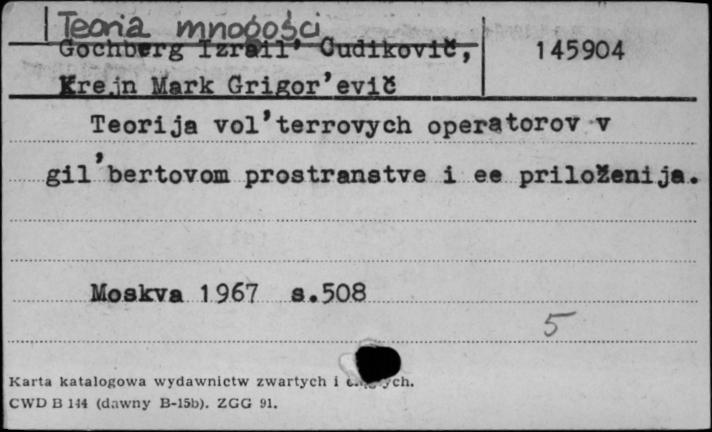 Teoria mnogości
Gochberg Izrail' Cudikovič,
145904
Krejn Mark Grigor'evič
Teorija vol'terrovych operatorov v
gil'bertovom prostranstve i ee priloženija.
Moskva 1967 s.508
5
Karta katalogowa wydawnictw zwartych i
CWD B 144 (dawny B-15b). ZGG 91.